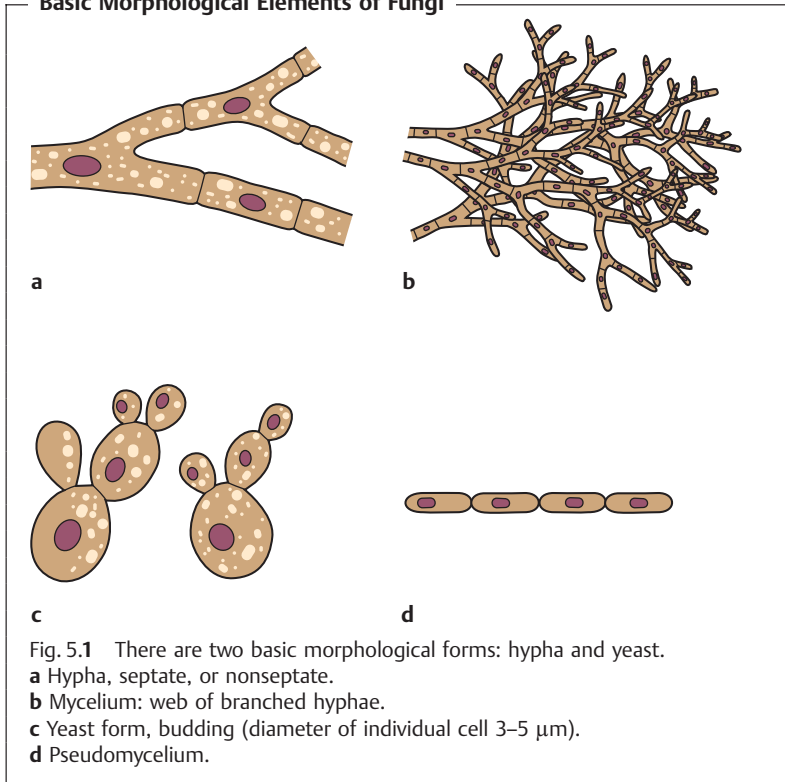 Basic Morphological Elements of Fungi
a
b
c
d
Fig. 5.1 There are two basic morphological forms: hypha and yeast.
a Hypha, septate, or nonseptate.
b Mycelium: web of branched hyphae.
c Yeast form, budding (diameter of individual cell 3–5 μm).
d Pseudomycelium.